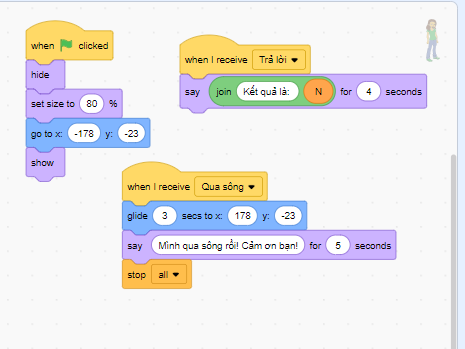 when clicked
hide
set size to 80 %
go to x: -178 y: -23
show
when I receive Trả lời
say join Kết quả là: N for 4 seconds
when I receive Qua sông
glide 3 secs to x: 178 y: -23
say Mình qua sông rồi! Cảm ơn bạn! for 5 seconds
stop all